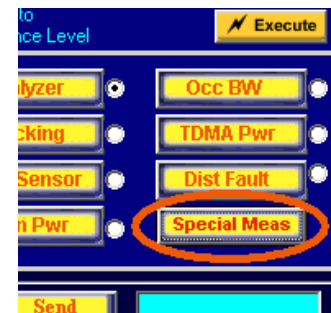 to
nce Level
Execute
lyzer
Occ BW
cking
TDMA Pwr
Sensor
Dist Fault
n Pwr
Special Meas
Send